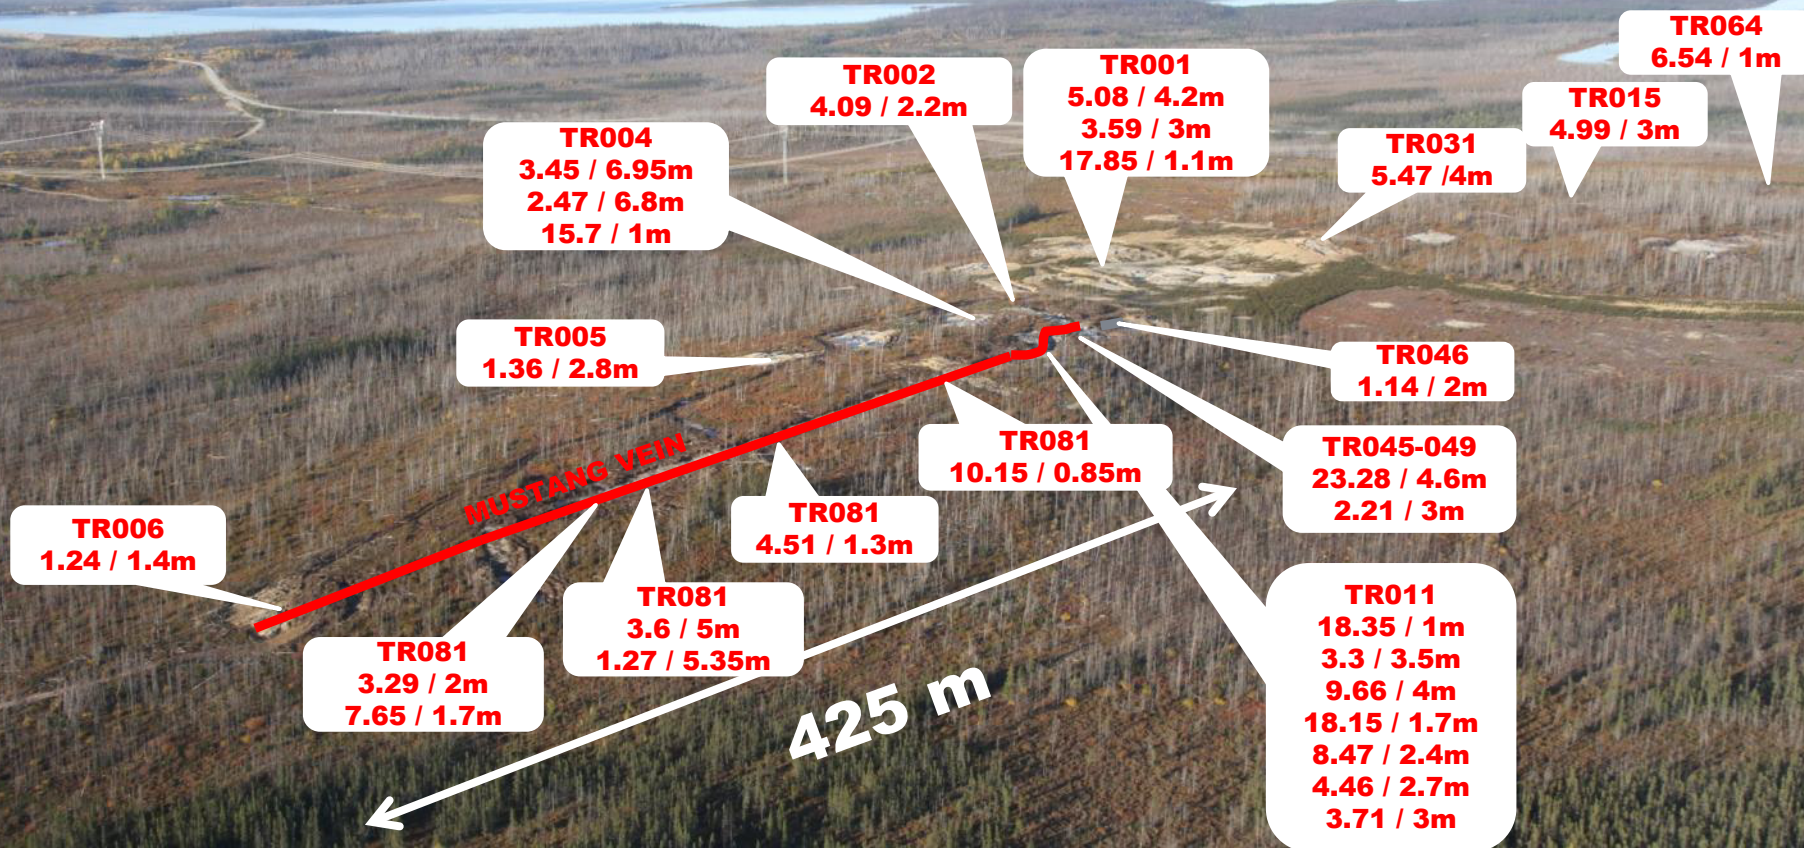 TR064
6.54 / 1m
TR015
4.99 / 3m
TR001
5.08 / 4.2m
3.59 / 3m
17.85 / 1.1m
TR002
4.09 / 2.2m
TR031
5.47 /4m
TR004
3.45 / 6.95m
2.47 / 6.8m
15.7 / 1m
TR005
1.36 / 2.8m
TR046
1.14 / 2m
TR081
10.15 / 0.85m
TR045-049
23.28 / 4.6m
2.21 / 3m
MUSTANG VEIN
TR081
4.51 / 1.3m
TR006
1.24 / 1.4m
TR081
3.6 / 5m
1.27 / 5.35m
TR081
3.29 / 2m
7.65 / 1.7m
425 m
TR011
18.35 / 1m
3.3 / 3.5m
9.66 / 4m
18.15 / 1.7m
8.47 / 2.4m
4.46 / 2.7m
3.71 / 3m